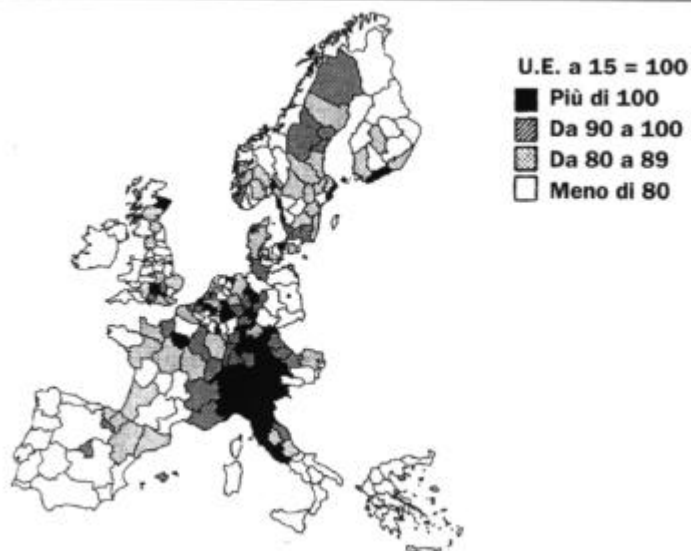 U.E. a 15 = 100
Più di 100
Da 90 a 100
Da 80 a 89
Meno di 80